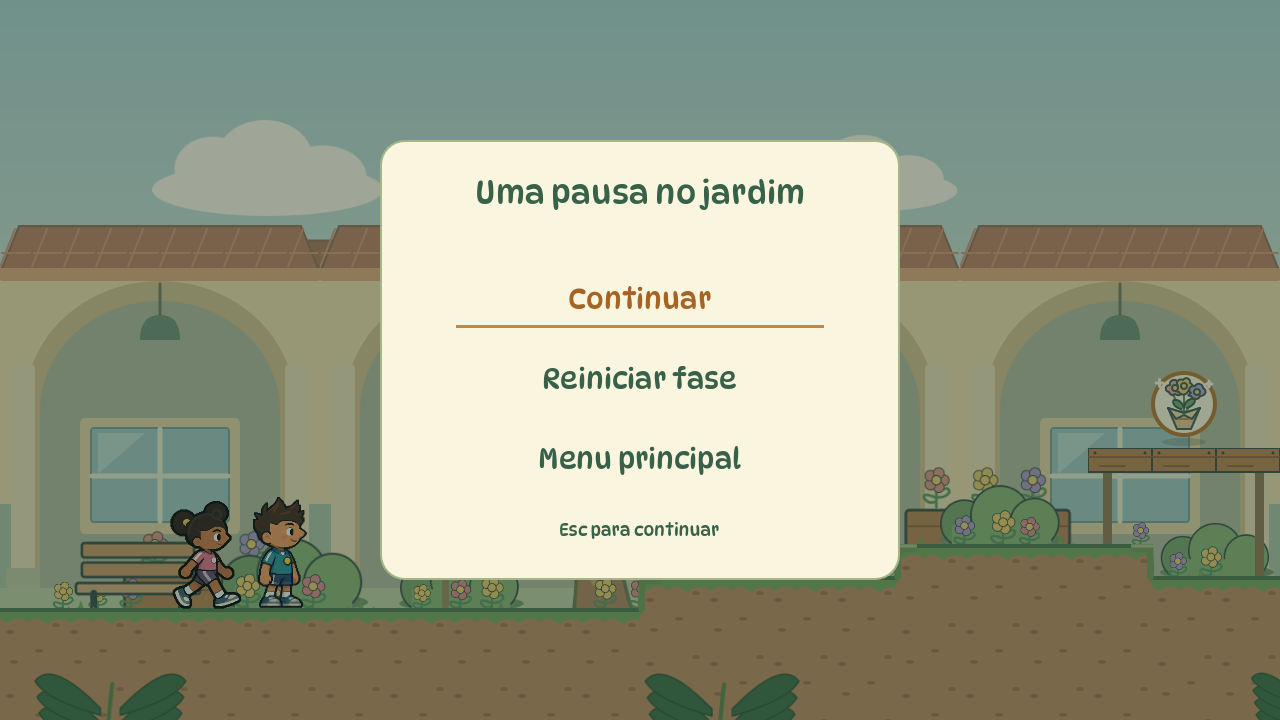 Uma pausa no jardim
Continuar
Reiniciar fase
Menu principal
Esc para continuar